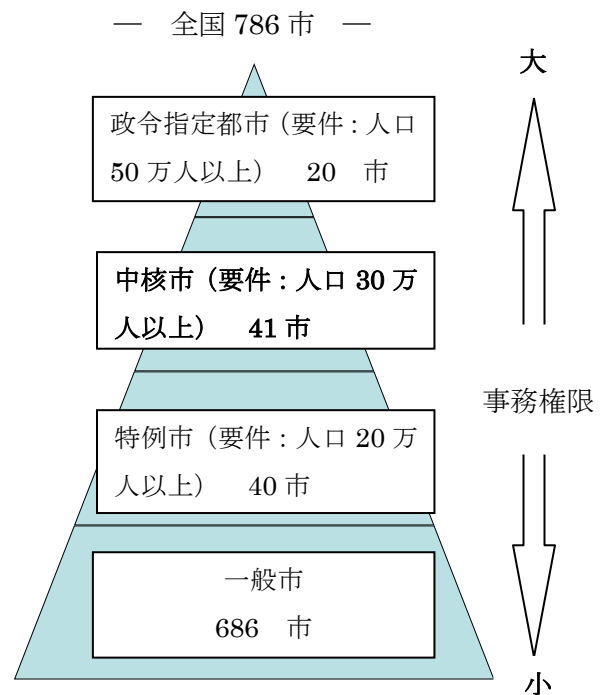 ― 全国 786 市 ―
大
政令指定都市（要件：人口
50 万人以上） 20 市
中核市（要件：人口 30 万
人以上） 41 市
事務権限
特例市（要件：人口 20 万
人以上） 40 市
一般市
686 市
小